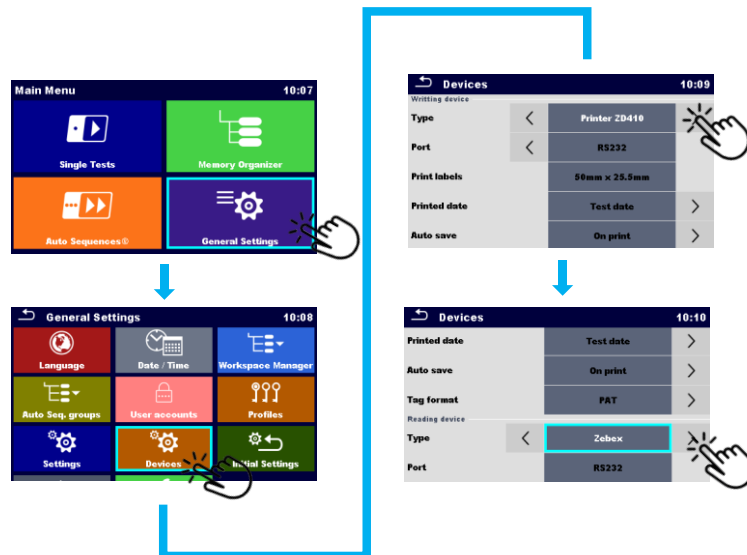 Main Menu 10:07
Single Tests
Memory Organizer
Auto Sequences®
General Settings
General Settings 10:08
Language
Date / Time
Workspace Manager
Auto Seq. groups
User accounts
Profiles
Settings
Devices
Initial Settings
Devices 10:09
Writting device
Type < Printer ZD410
Port < RS232
Print labels 50mm x 25.5mm
Printed date Test date >
Auto save On print >
Devices 10:10
Printed date Test date >
Auto save On print >
Tag format PAT >
Reading device
Type < Zebex >
Port RS232